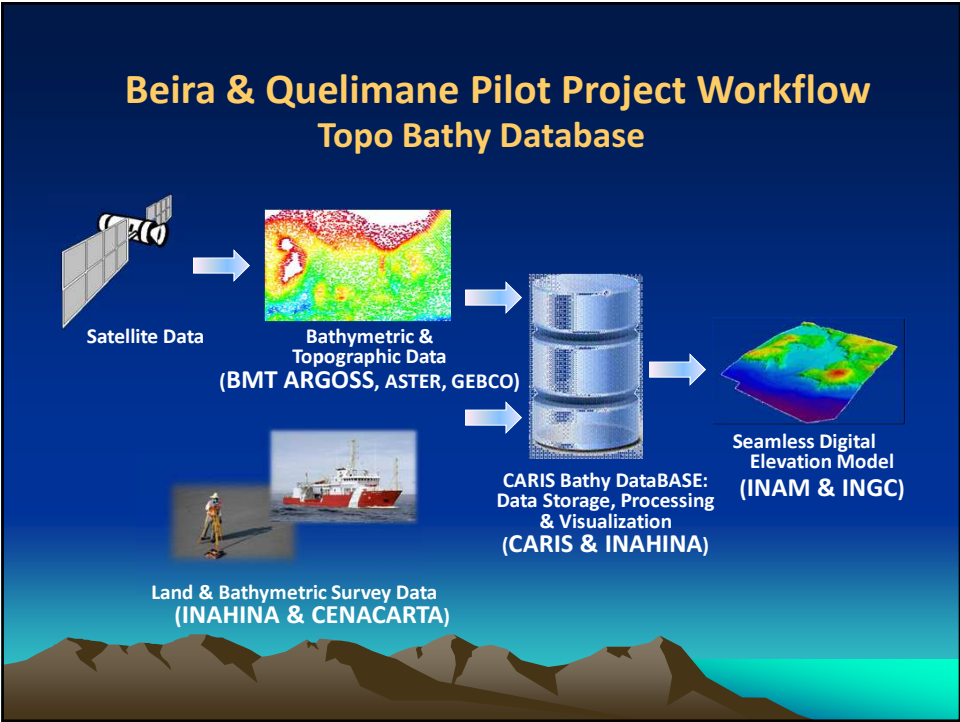 Beira & Quelimane Pilot Project Workflow
Topo Bathy Database
Satellite Data
Bathymetric &
Topographic Data
(BMT ARGOSS, ASTER, GEBCO)
Land & Bathymetric Survey Data
(INAHINA & CENACARTA)
CARIS Bathy DataBASE:
Data Storage, Processing
& Visualization
(CARIS & INAHINA)
Seamless Digital
Elevation Model
(INAM & INGC)